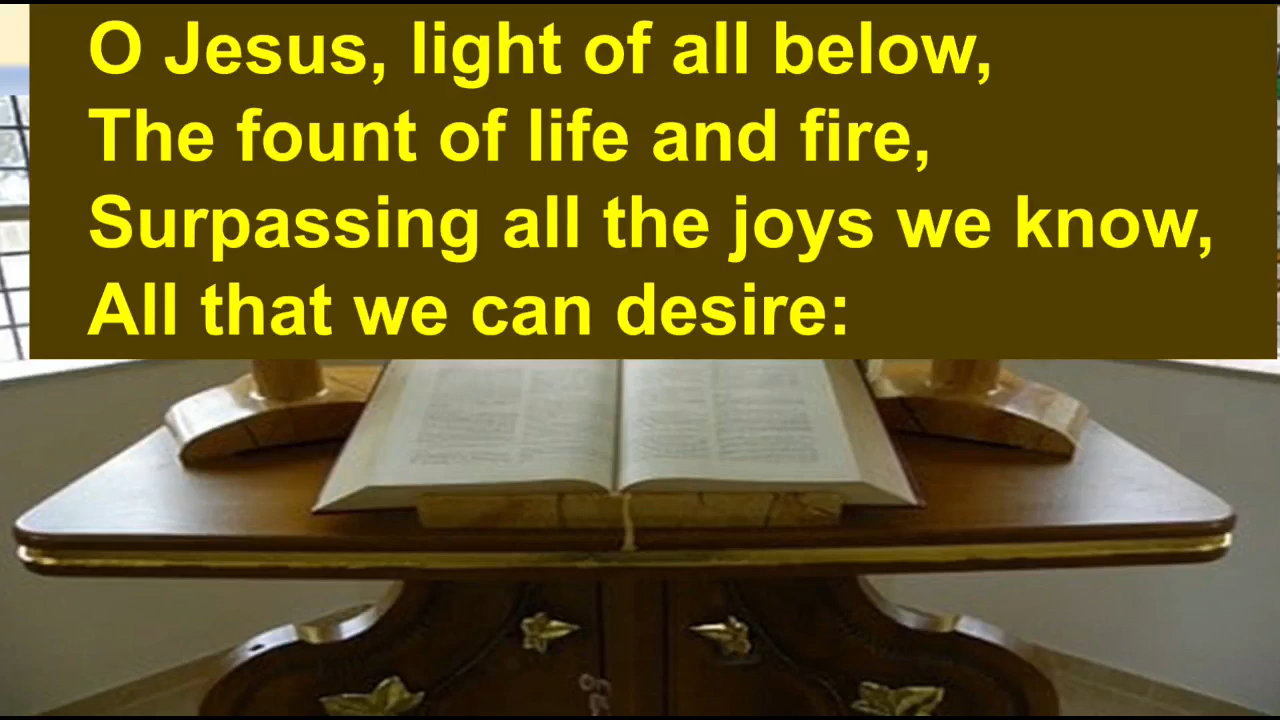 O Jesus, light of all below,
The fount of life and fire,
Surpassing all the joys we know,
All that we can desire: